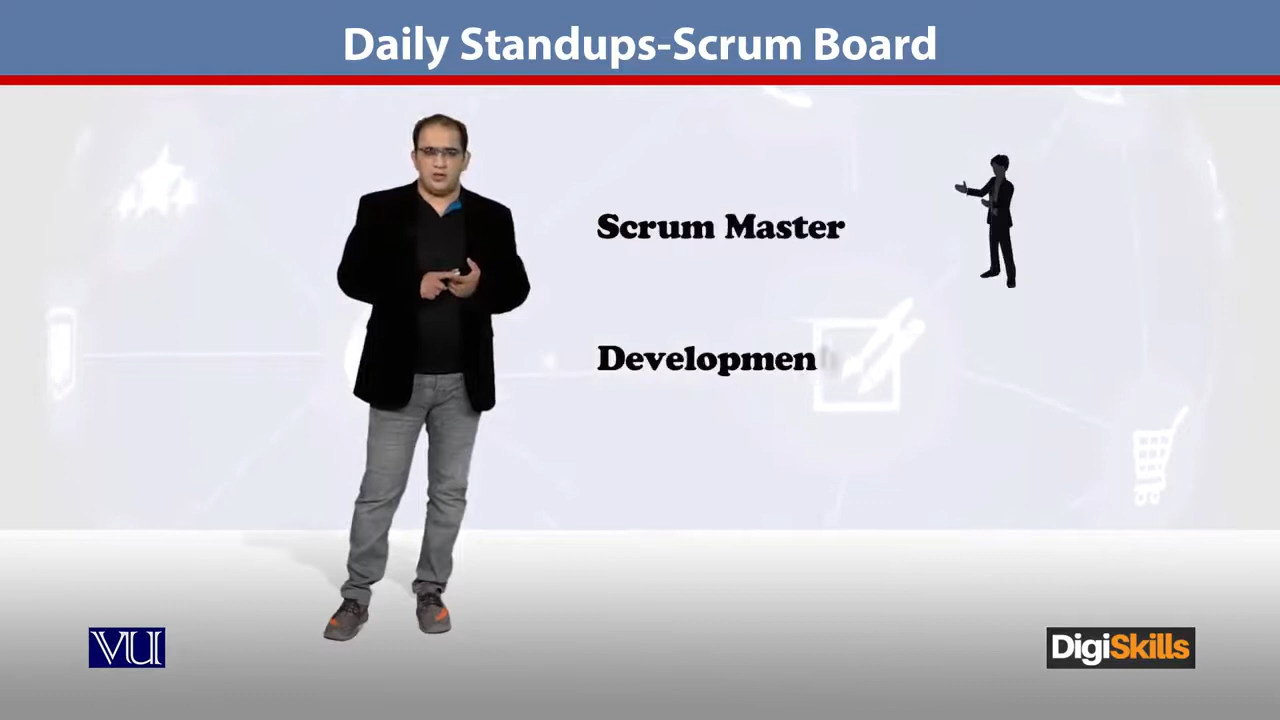 Daily Standups-Scrum Board
Scrum Master
Developmen
VU
DigiSkills